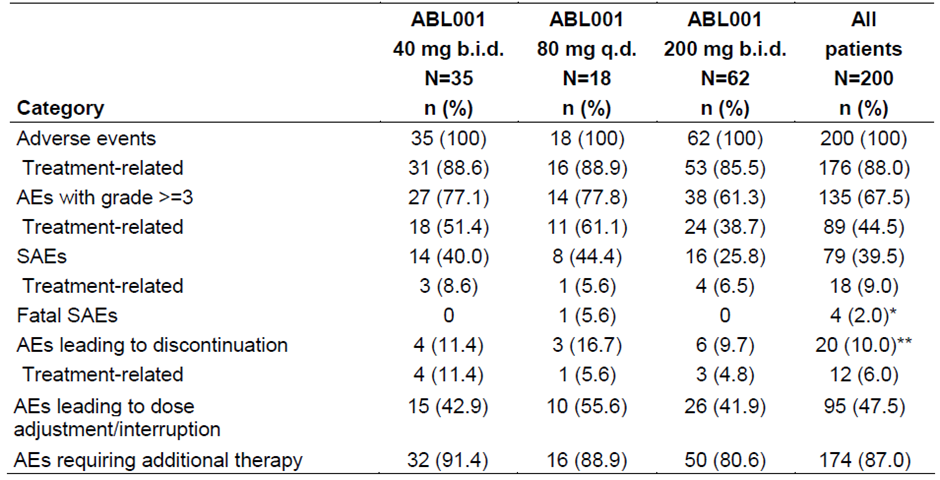 ABL001 ABL001 ABL001 All
40 mg b.i.d. 80 mg q.d. 200 mg b.i.d. patients
N=35 N=18 N=62 N=200
Category n (%) n (%) n (%) n (%)
Adverse events 35 (100) 18 (100) 62 (100) 200 (100)
Treatment-related 31 (88.6) 16 (88.9) 53 (85.5) 176 (88.0)
AEs with grade >=3 27 (77.1) 14 (77.8) 38 (61.3) 135 (67.5)
Treatment-related 18 (51.4) 11 (61.1) 24 (38.7) 89 (44.5)
SAEs 14 (40.0) 8 (44.4) 16 (25.8) 79 (39.5)
Treatment-related 3 (8.6) 1 (5.6) 4 (6.5) 18 (9.0)
Fatal SAEs 0 1 (5.6) 0 4 (2.0)*
AEs leading to discontinuation 4 (11.4) 3 (16.7) 6 (9.7) 20 (10.0)**
Treatment-related 4 (11.4) 1 (5.6) 3 (4.8) 12 (6.0)
AEs leading to dose 15 (42.9) 10 (55.6) 26 (41.9) 95 (47.5)
adjustment/interruption
AEs requiring additional therapy 32 (91.4) 16 (88.9) 50 (80.6) 174 (87.0)